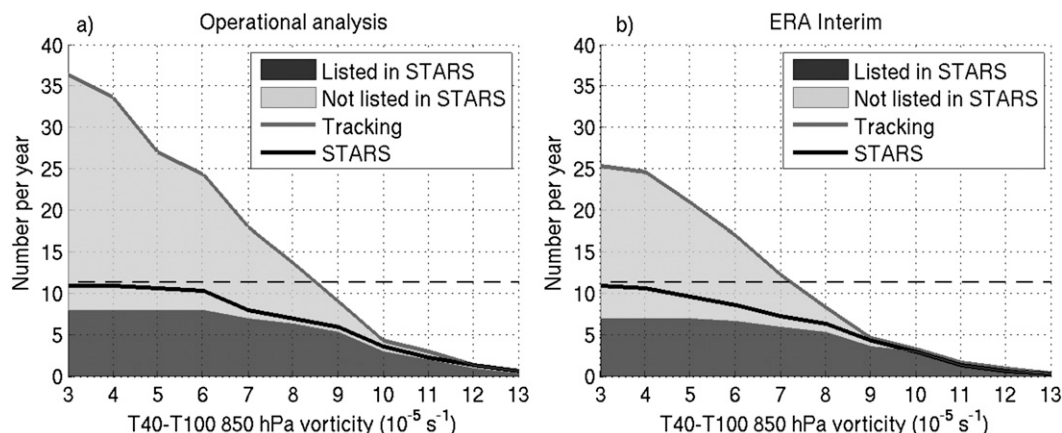 a) Operational analysis
40
35
30
25
20
15
10
5
0
Number per year
Listed in STARS
Not listed in STARS
Tracking
STARS
3 4 5 6 7 8 9 10 11 12 13
T40-T100 850 hPa vorticity (10⁻⁵ s⁻¹)
b) ERA Interim
40
35
30
25
20
15
10
5
0
Number per year
Listed in STARS
Not listed in STARS
Tracking
STARS
3 4 5 6 7 8 9 10 11 12 13
T40-T100 850 hPa vorticity (10⁻⁵ s⁻¹)